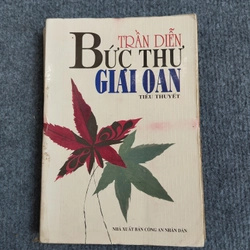 TRẦN DIỄN
BỨC THƯ
GIẢI OAN
TIỂU THUYẾT
NHÀ XUẤT BẢN CÔNG AN NHÂN DÂN